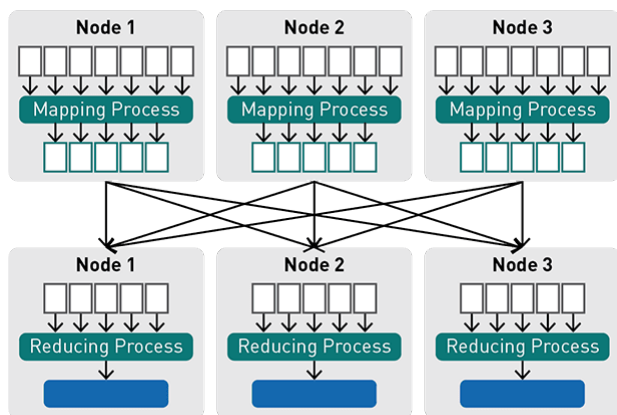 Node 1
Node 2
Node 3
Mapping Process
Mapping Process
Mapping Process
Node 1
Node 2
Node 3
Reducing Process
Reducing Process
Reducing Process